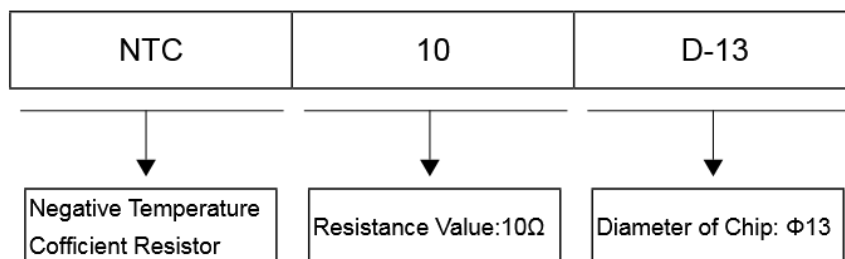 NTC
10
D-13
Negative Temperature
Cofficient Resistor
Resistance Value:10Ω
Diameter of Chip: Φ13